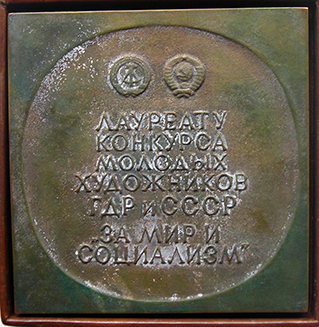 ЛАУРЕАТУ
КОНКУРСА
МОЛОДЫХ
ХУДОЖНИКОВ
ГДР и СССР
„ЗА МИР И
СОЦИАЛИЗМ"